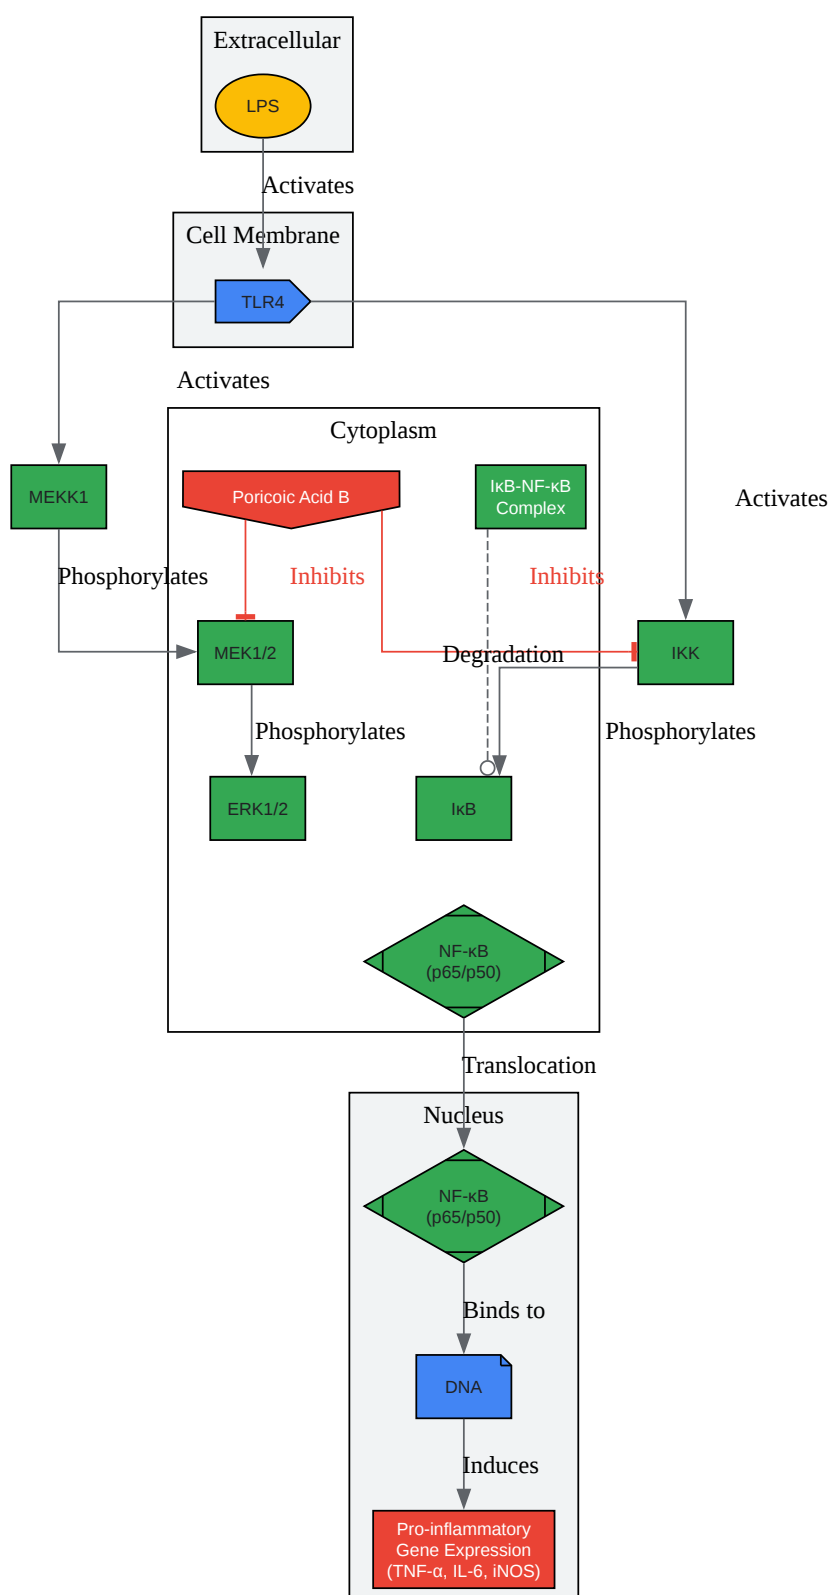 Extracellular
LPS
Activates
Cell Membrane
TLR4
Activates
Cytoplasm
MEKK1
Poricoic Acid B
IκB-NF-κB
Complex
Activates
Phosphorylates
Inhibits
Inhibits
MEK1/2
Degradation
IKK
Phosphorylates
Phosphorylates
ERK1/2
IκB
NF-κB
(p65/p50)
Translocation
Nucleus
NF-κB
(p65/p50)
Binds to
DNA
Induces
Pro-inflammatory
Gene Expression
(TNF-α, IL-6, iNOS)